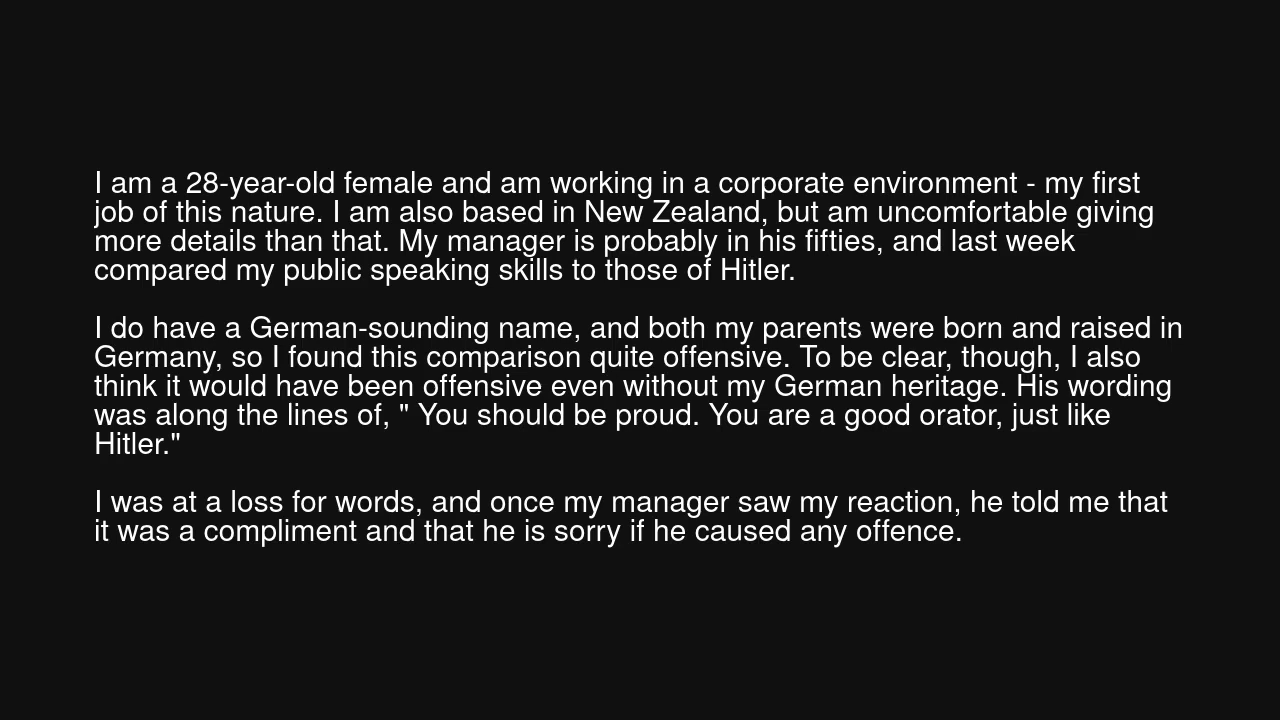 I am a 28-year-old female and am working in a corporate environment - my first
job of this nature. I am also based in New Zealand, but am uncomfortable giving
more details than that. My manager is probably in his fifties, and last week
compared my public speaking skills to those of Hitler.
I do have a German-sounding name, and both my parents were born and raised in
Germany, so I found this comparison quite offensive. To be clear, though, I also
think it would have been offensive even without my German heritage. His wording
was along the lines of, " You should be proud. You are a good orator, just like
Hitler."
I was at a loss for words, and once my manager saw my reaction, he told me that
it was a compliment and that he is sorry if he caused any offence.